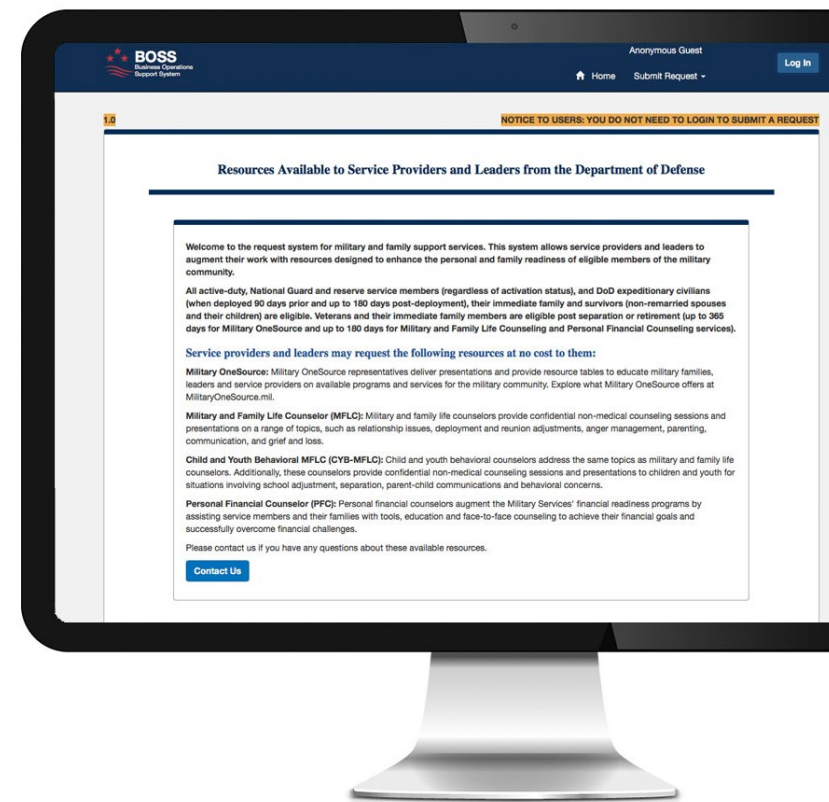 BOSS
Business Operations
Support System
Anonymous Guest
Home Submit Request
Log In
1.0 NOTICE TO USERS: YOU DO NOT NEED TO LOGIN TO SUBMIT A REQUEST
Resources Available to Service Providers and Leaders from the Department of Defense
Welcome to the request system for military and family support services. This system allows service providers and leaders to
augment their work with resources designed to enhance the personal and family readiness of eligible members of the military
community.
All active-duty, National Guard and reserve service members (regardless of activation status), and DoD expeditionary civilians
(when deployed 90 days prior and up to 180 days post-deployment), their immediate family and survivors (non-remarried spouses
and their children) are eligible. Veterans and their immediate family members are eligible post separation or retirement (up to 365
days for Military OneSource and up to 180 days for Military and Family Life Counseling and Personal Financial Counseling services).
Service providers and leaders may request the following resources at no cost to them:
Military OneSource: Military OneSource representatives deliver presentations and provide resource tables to educate military families,
leaders and service providers on available programs and services for the military community. Explore what Military OneSource offers at
MilitaryOneSource.mil.
Military and Family Life Counselor (MFLC): Military and family life counselors provide confidential non-medical counseling sessions and
presentations on a range of topics, such as relationship issues, deployment and reunion adjustments, anger management, parenting,
communication, and grief and loss.
Child and Youth Behavioral MFLC (CYB-MFLC): Child and youth behavioral counselors address the same topics as military and family life
counselors. Additionally, these counselors provide confidential non-medical counseling sessions and presentations to children and youth for
situations involving school adjustment, separation, parent-child communications and behavioral concerns.
Personal Financial Counselor (PFC): Personal financial counselors augment the Military Services' financial readiness programs by
assisting service members and their families with tools, education and face-to-face counseling to achieve their financial goals and
successfully overcome financial challenges.
Please contact us if you have any questions about these available resources.
Contact Us